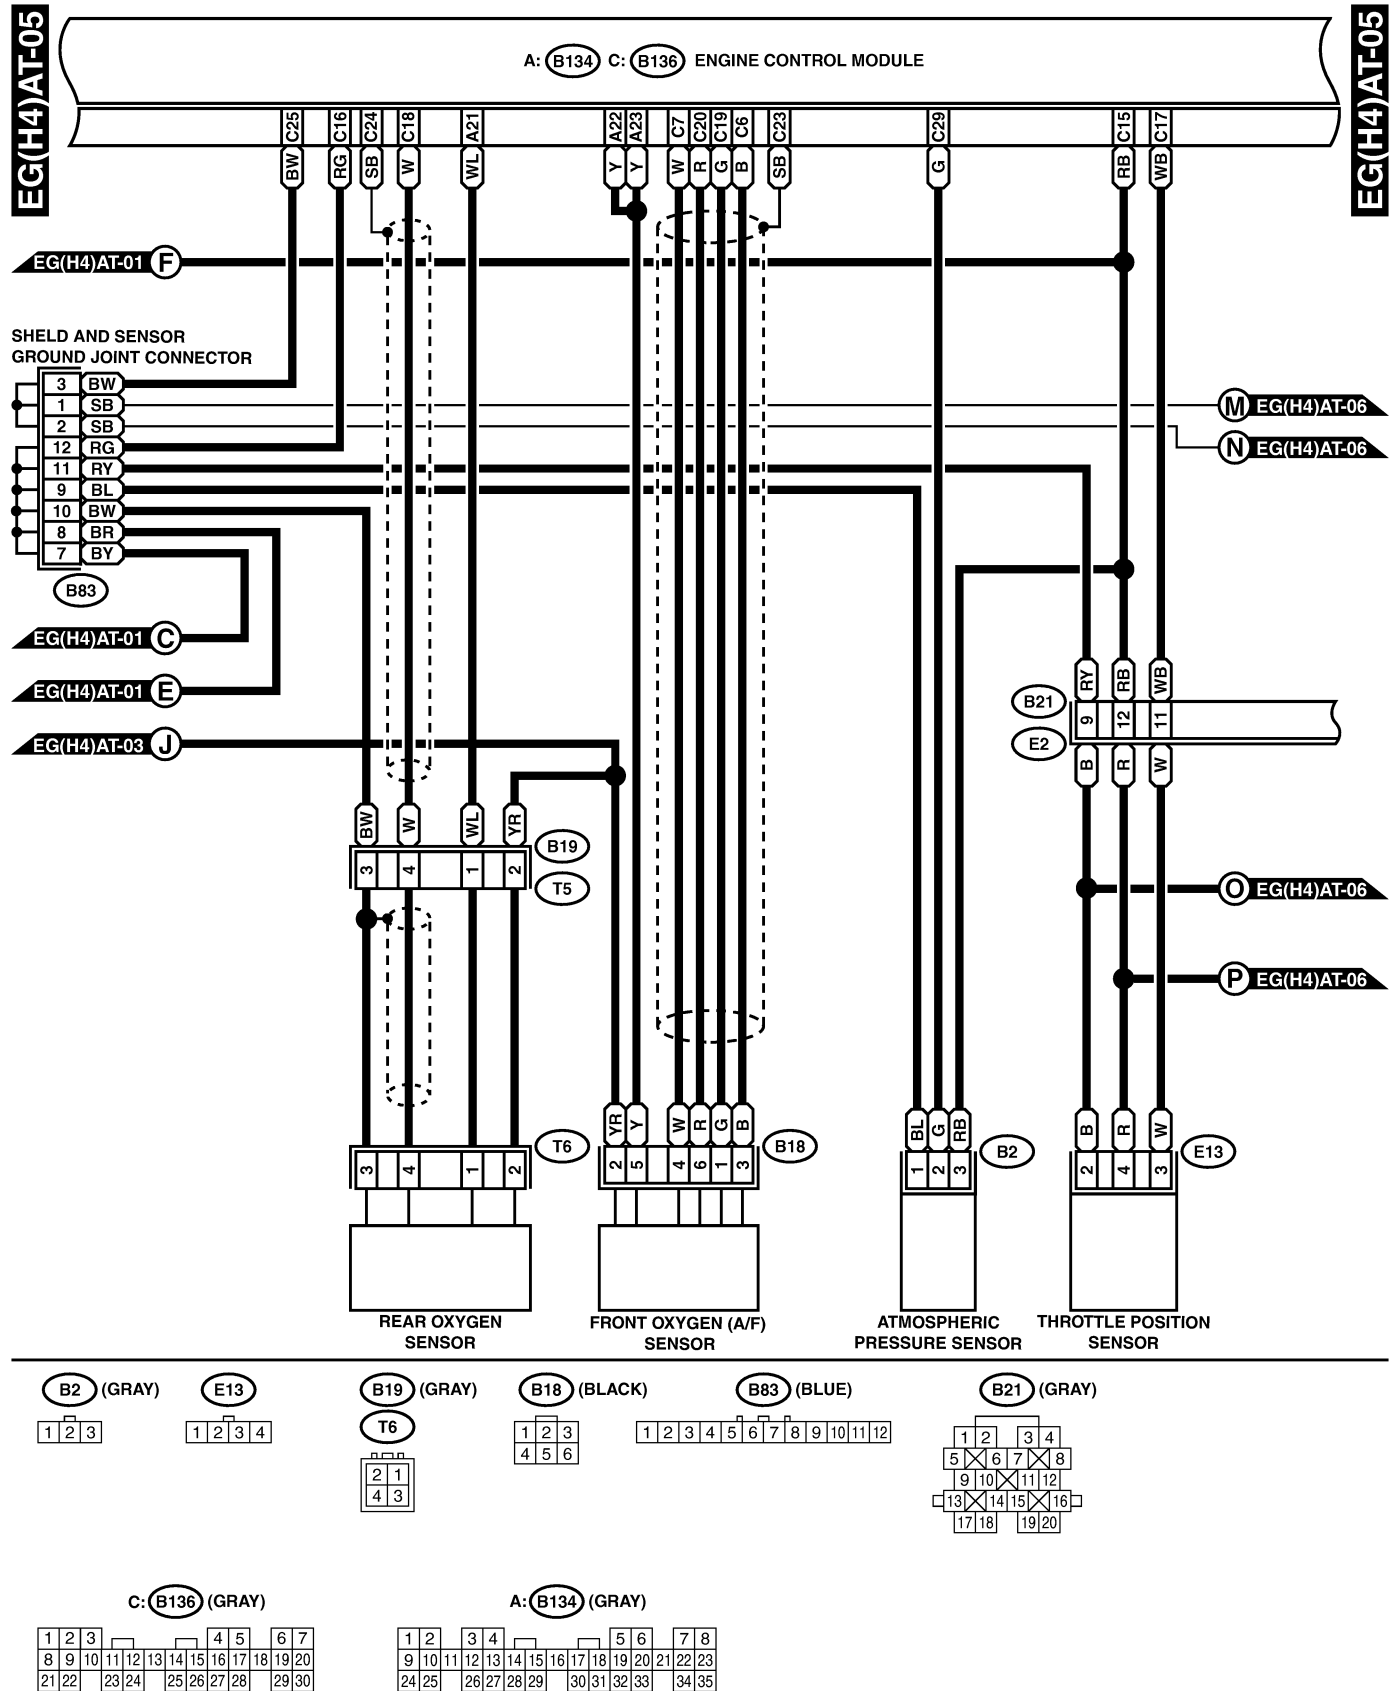 EG(H4)AT-05
EG(H4)AT-05
A: B134 C: B136 ENGINE CONTROL MODULE
C25 C16 C24 C18 A21 A22 A23 C7 C20 C19 C6 C23 C29 C15 C17
BW RG SB W WL Y Y W R G B SB G RB WB
EG(H4)AT-01 F
SHELD AND SENSOR
GROUND JOINT CONNECTOR
3 BW
1 SB
2 SB
12 RG
11 RY
9 BL
10 BW
8 BR
7 BY
B83
M EG(H4)AT-06
N EG(H4)AT-06
EG(H4)AT-01 C
EG(H4)AT-01 E
EG(H4)AT-03 J
RY RB WB
B21
9 12 11
E2
B R W
BW W WL YR
B19
3 4 1 2
T5
O EG(H4)AT-06
P EG(H4)AT-06
YR Y W R G B
BL G RB
B R W
T6
3 4 1 2
B18
2 5 4 6 1 3
B2
1 2 3
E13
2 4 3
REAR OXYGEN
SENSOR
FRONT OXYGEN (A/F)
SENSOR
ATMOSPHERIC
PRESSURE SENSOR
THROTTLE POSITION
SENSOR
B2 (GRAY)
1 2 3
E13
1 2 3 4
B19 (GRAY)
T6
2 1
4 3
B18 (BLACK)
1 2 3
4 5 6
B83 (BLUE)
1 2 3 4 5 6 7 8 9 10 11 12
B21 (GRAY)
1 2 3 4
5 6 7 8
9 10 11 12
13 14 15 16
17 18 19 20
C: B136 (GRAY)
1 2 3 4 5 6 7
8 9 10 11 12 13 14 15 16 17 18 19 20
21 22 23 24 25 26 27 28 29 30
A: B134 (GRAY)
1 2 3 4 5 6 7 8
9 10 11 12 13 14 15 16 17 18 19 20 21 22 23
24 25 26 27 28 29 30 31 32 33 34 35